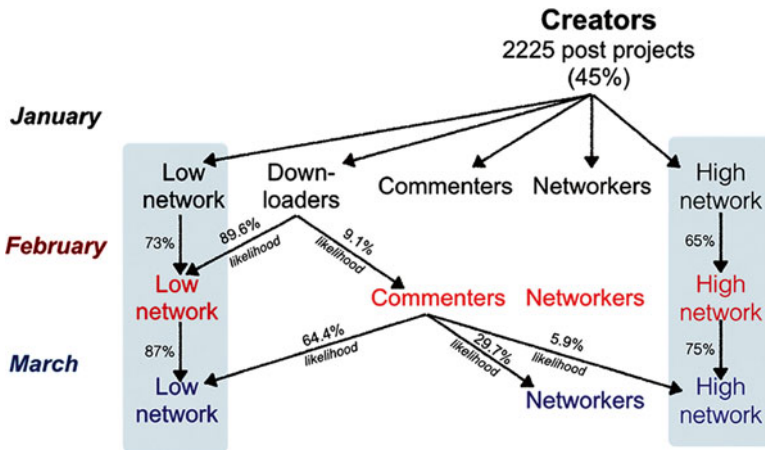 Creators
2225 post projects
(45%)
January
Low
network
Down-
loaders
Commenters
Networkers
High
network
February
73%
89.6%
likelihood
9.1%
likelihood
65%
Low
network
Commenters
Networkers
High
network
March
87%
64.4%
likelihood
29.7%
likelihood
5.9%
likelihood
75%
Low
network
Networkers
High
network